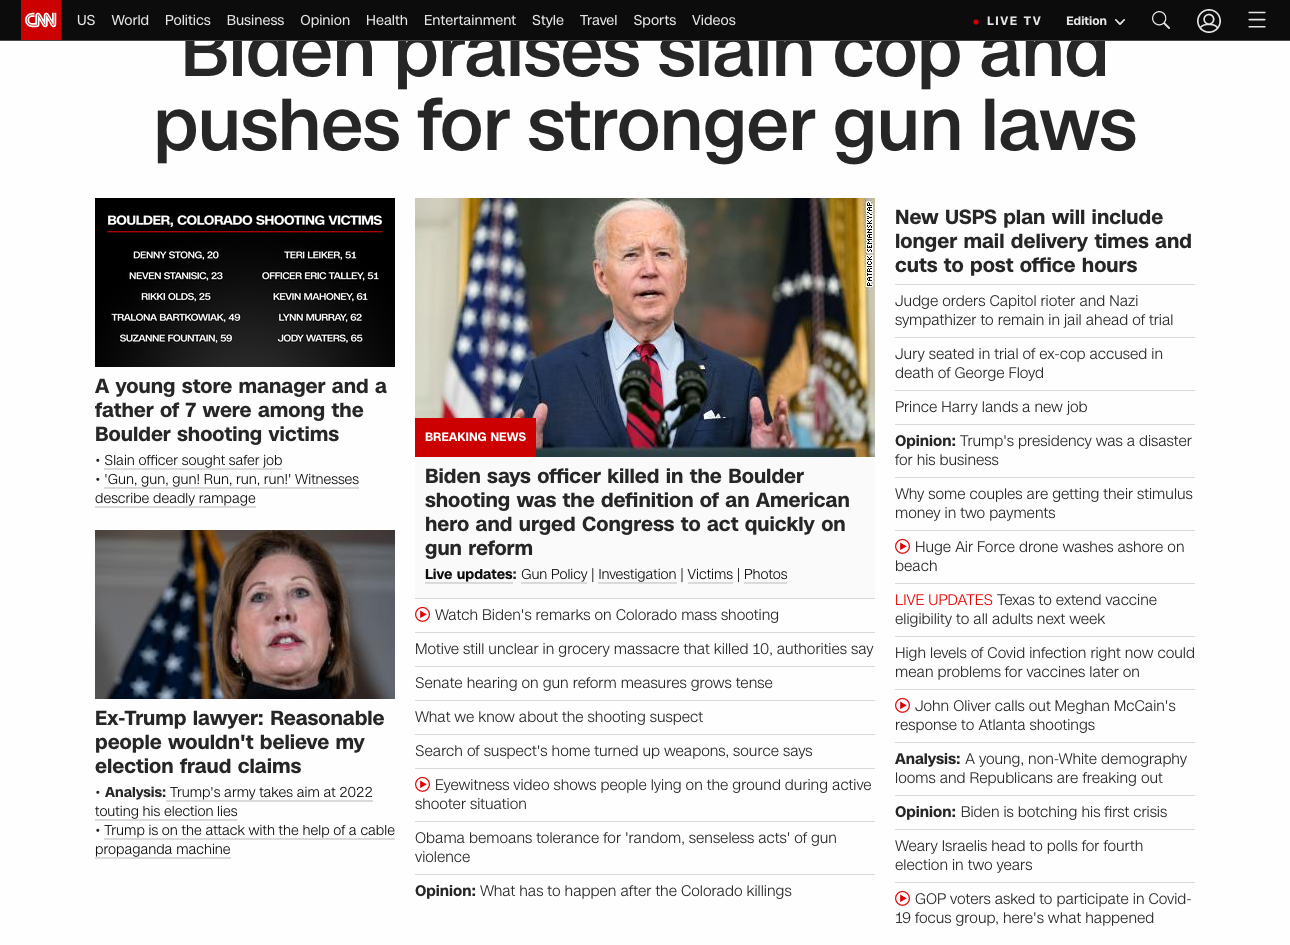 CNN US World Politics Business Opinion Health Entertainment Style Travel Sports Videos LIVE TV Edition
Biden praises slain cop and
pushes for stronger gun laws
BOULDER, COLORADO SHOOTING VICTIMS
DENNY STONG, 20 TERI LEIKER, 51
NEVEN STANISIC, 23 OFFICER ERIC TALLEY, 51
RIKKI OLDS, 25 KEVIN MAHONEY, 61
TRALONA BARTKOWIAK, 49 LYNN MURRAY, 62
SUZANNE FOUNTAIN, 59 JODY WATERS, 65
A young store manager and a
father of 7 were among the
Boulder shooting victims
• Slain officer sought safer job
• 'Gun, gun, gun! Run, run, run!' Witnesses
describe deadly rampage
Ex-Trump lawyer: Reasonable
people wouldn't believe my
election fraud claims
• Analysis: Trump's army takes aim at 2022
touting his election lies
• Trump is on the attack with the help of a cable
propaganda machine
PATRICK SEMANSKY/AP
BREAKING NEWS
Biden says officer killed in the Boulder
shooting was the definition of an American
hero and urged Congress to act quickly on
gun reform
Live updates: Gun Policy | Investigation | Victims | Photos
Watch Biden's remarks on Colorado mass shooting
Motive still unclear in grocery massacre that killed 10, authorities say
Senate hearing on gun reform measures grows tense
What we know about the shooting suspect
Search of suspect's home turned up weapons, source says
Eyewitness video shows people lying on the ground during active
shooter situation
Obama bemoans tolerance for 'random, senseless acts' of gun
violence
Opinion: What has to happen after the Colorado killings
New USPS plan will include
longer mail delivery times and
cuts to post office hours
Judge orders Capitol rioter and Nazi
sympathizer to remain in jail ahead of trial
Jury seated in trial of ex-cop accused in
death of George Floyd
Prince Harry lands a new job
Opinion: Trump's presidency was a disaster
for his business
Why some couples are getting their stimulus
money in two payments
Huge Air Force drone washes ashore on
beach
LIVE UPDATES Texas to extend vaccine
eligibility to all adults next week
High levels of Covid infection right now could
mean problems for vaccines later on
John Oliver calls out Meghan McCain's
response to Atlanta shootings
Analysis: A young, non-White demography
looms and Republicans are freaking out
Opinion: Biden is botching his first crisis
Weary Israelis head to polls for fourth
election in two years
GOP voters asked to participate in Covid-
19 focus group, here's what happened